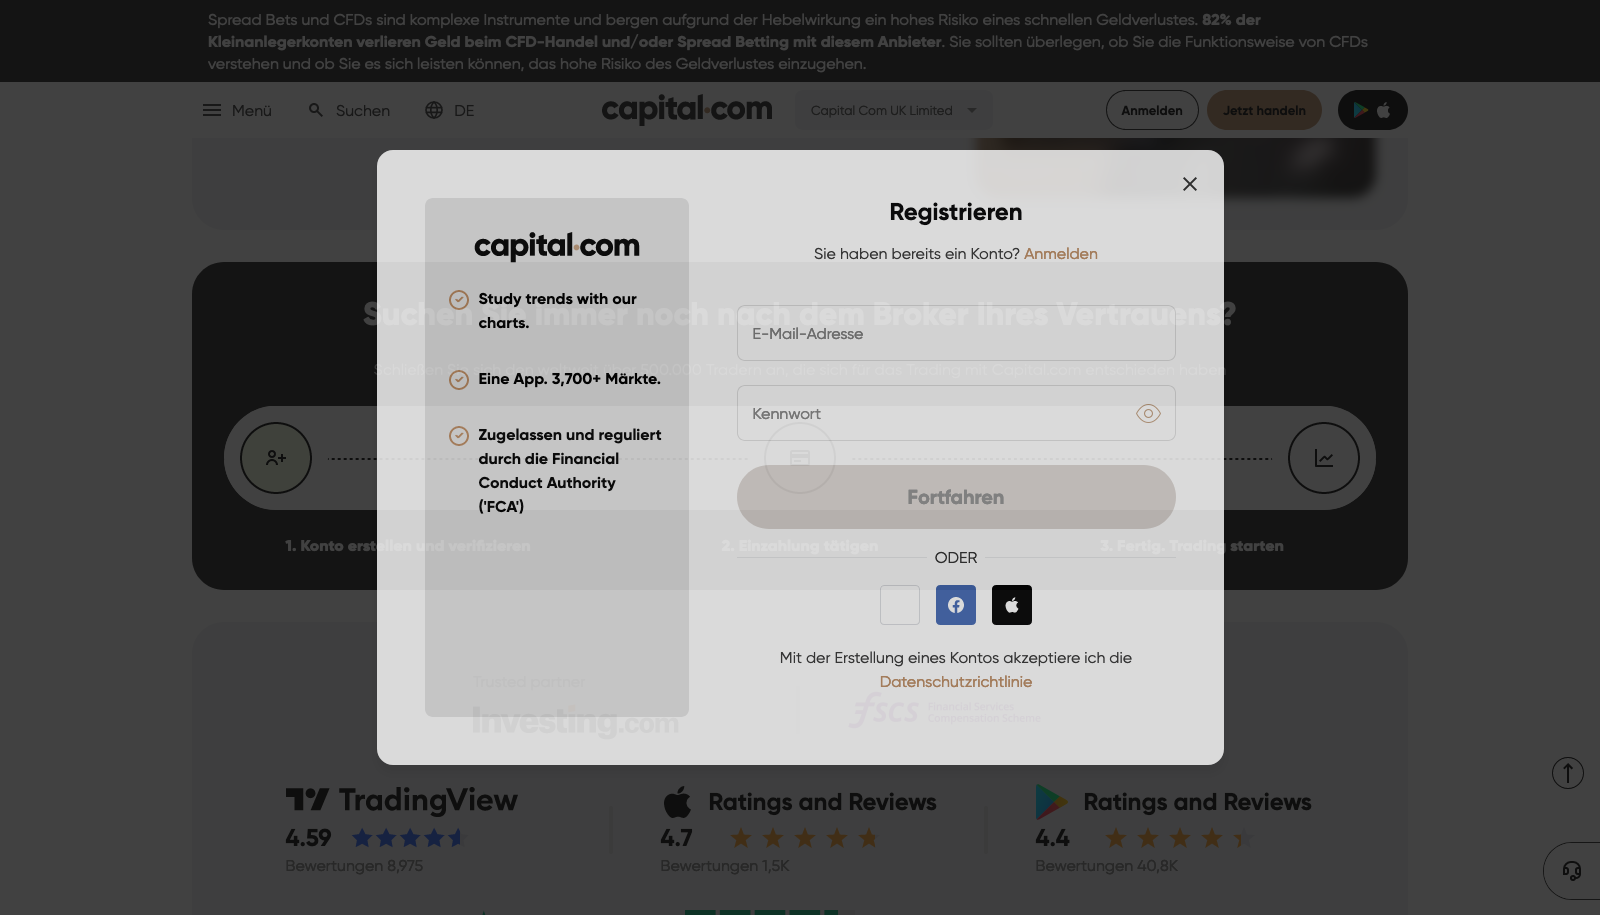 Spread Bets und CFDs sind komplexe Instrumente und bergen aufgrund der Hebelwirkung ein hohes Risiko eines schnellen Geldverlustes. 82% der
Kleinanlegerkonten verlieren Geld beim CFD-Handel und/oder Spread Betting mit diesem Anbieter. Sie sollten überlegen, ob Sie die Funktionsweise von CFDs
verstehen und ob Sie es sich leisten können, das hohe Risiko des Geldverlustes einzugehen.
Menü
Suchen
DE
capital.com
Capital Com UK Limited
Anmelden
Jetzt handeln
capital.com
Study trends with our
charts.
Eine App. 3,700+ Märkte.
Zugelassen und reguliert
durch die Financial
Conduct Authority
('FCA')
Registrieren
Sie haben bereits ein Konto? Anmelden
E-Mail-Adresse
Kennwort
Fortfahren
ODER
Mit der Erstellung eines Kontos akzeptiere ich die
Datenschutzrichtlinie
Suchen Sie immer noch nach dem Broker Ihres Vertrauens?
1. Konto erstellen und verifizieren
2. Einzahlung tätigen
3. Fertig. Trading starten
Trusted partner
Investing.com
fscs
Financial Services
Compensation Scheme
TradingView
4.59
Bewertungen 8,975
Ratings and Reviews
4.7
Bewertungen 1,5K
Ratings and Reviews
4.4
Bewertungen 40,8K